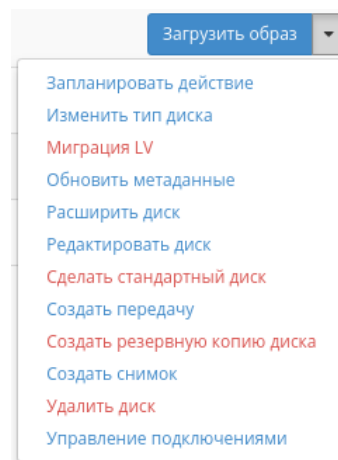 Загрузить образ
Запланировать действие
Изменить тип диска
Миграция LV
Обновить метаданные
Расширить диск
Редактировать диск
Сделать стандартный диск
Создать передачу
Создать резервную копию диска
Создать снимок
Удалить диск
Управление подключениями